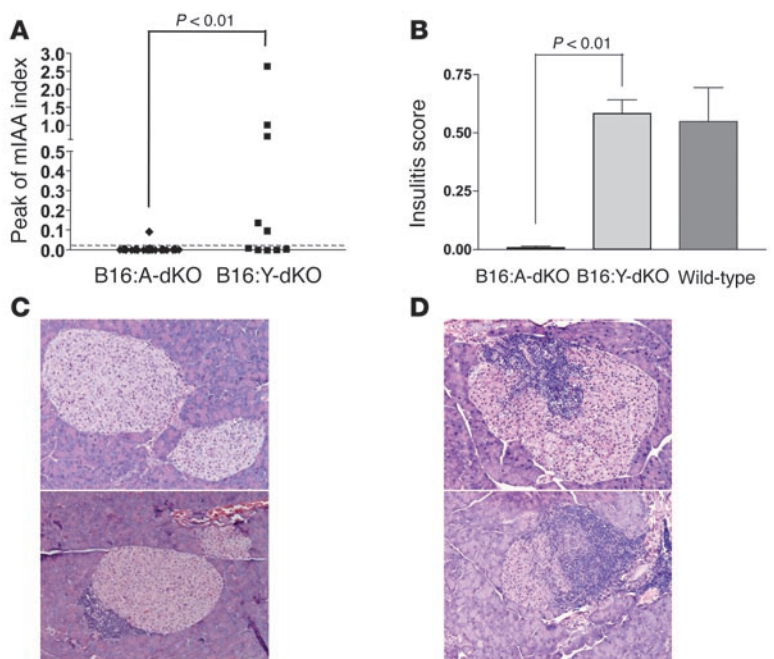 A
P < 0.01
Peak of mIAA index
3.0
2.5
2.0
1.5
1.0
0.5
0.4
0.3
0.2
0.1
0.0
B16:A-dKO B16:Y-dKO
B
P < 0.01
Insulitis score
0.75
0.50
0.25
0.00
B16:A-dKO B16:Y-dKO Wild-type
C
D